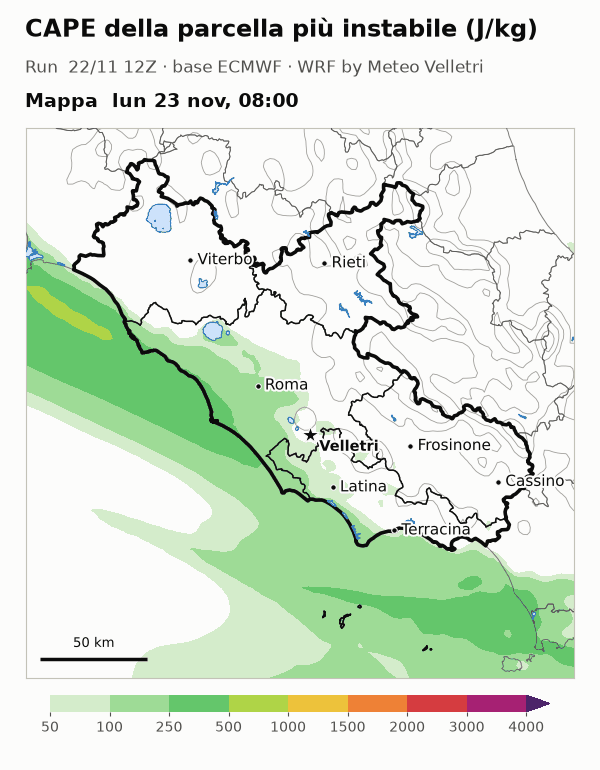 CAPE della parcella più instabile (J/kg)
Run  22/11 12Z · base ECMWF · WRF by Meteo Velletri
Mappa  lun 23 nov, 08:00
Viterbo
Rieti
Roma
Velletri
Frosinone
Cassino
Latina
Terracina
50 km
50 100 250 500 1000 1500 2000 3000 4000